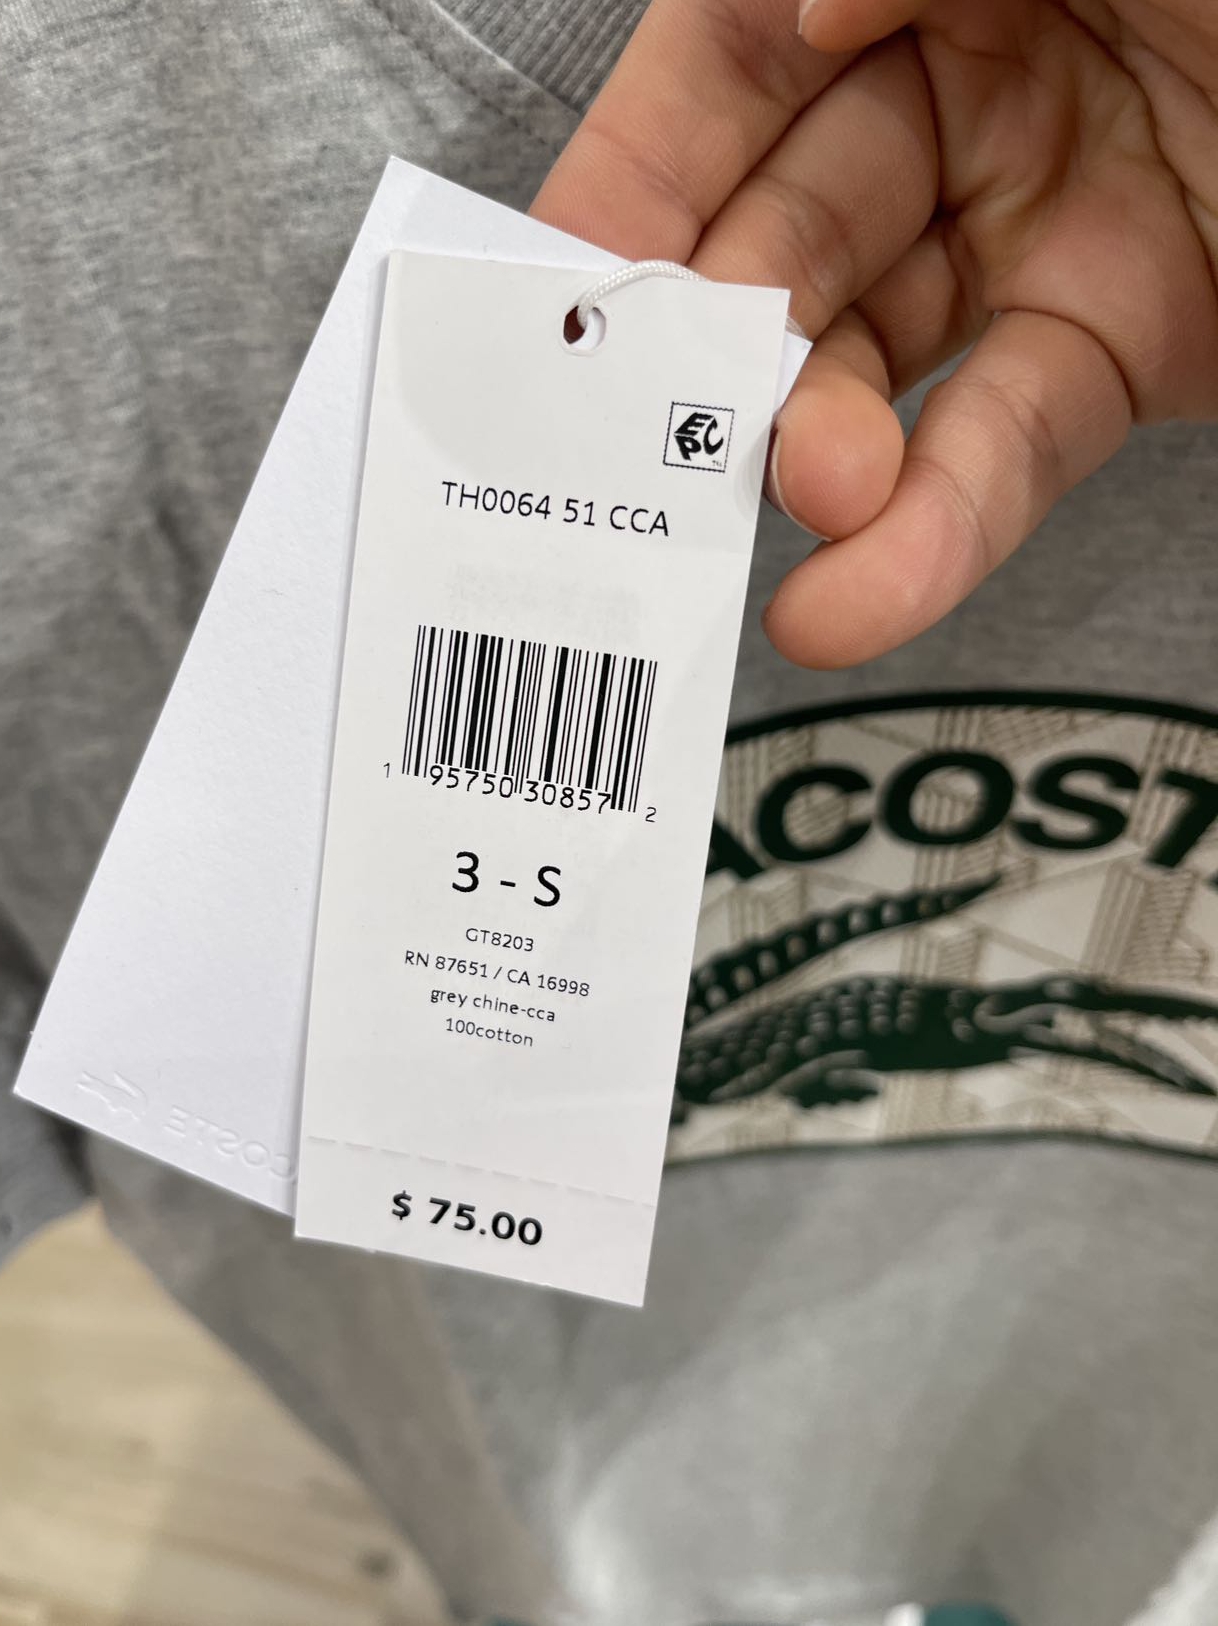 EPC
TH0064 51 CCA
1 95750 30857 2
3 - S
GT8203
RN 87651 / CA 16998
grey chine-cca
100cotton
$ 75.00
ACOST
COSTE